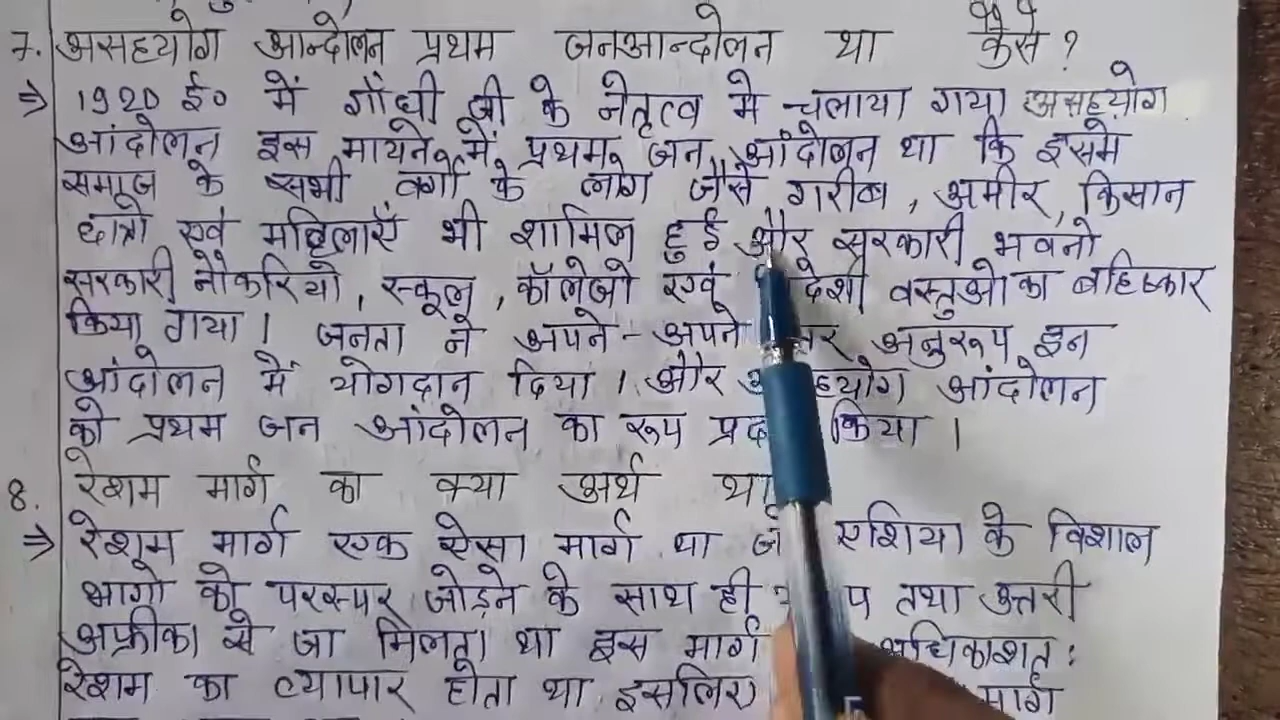 7. असहयोग आन्दोलन प्रथम जनआन्दोलन था कैसे ?
⇒ 1920 ई० में गाँधी जी के नेतृत्व मे चलाया गया असहयोग
आंदोलन इस मायने में प्रथम जन आंदोलन था कि इसमे
समाज के सभी वर्गों के लोग जैसे गरीब , अमीर, किसान
छात्रो एवं महिलाएँ भी शामिल हुई और सरकारी भवनो
सरकारी नौकरियो , स्कूल , कॉलेजो एवं देशी वस्तुओ का बहिष्कार
किया गया । जनता ने अपने - अपने अनुरूप इन
आंदोलन में योगदान दिया । और आंदोलन
को प्रथम जन आंदोलन का रूप किया ।
8. रेशम मार्ग का क्या अर्थ
⇒ रेशम मार्ग एक ऐसा मार्ग था एशिया के विशाल
भागो को परस्पर जोड़ने के साथ ही तथा उत्तरी
अफ्रीका से जा मिलता था इस मार्ग अधिकाशत:
रेशम का व्यापार होता था इसलिए मार्ग